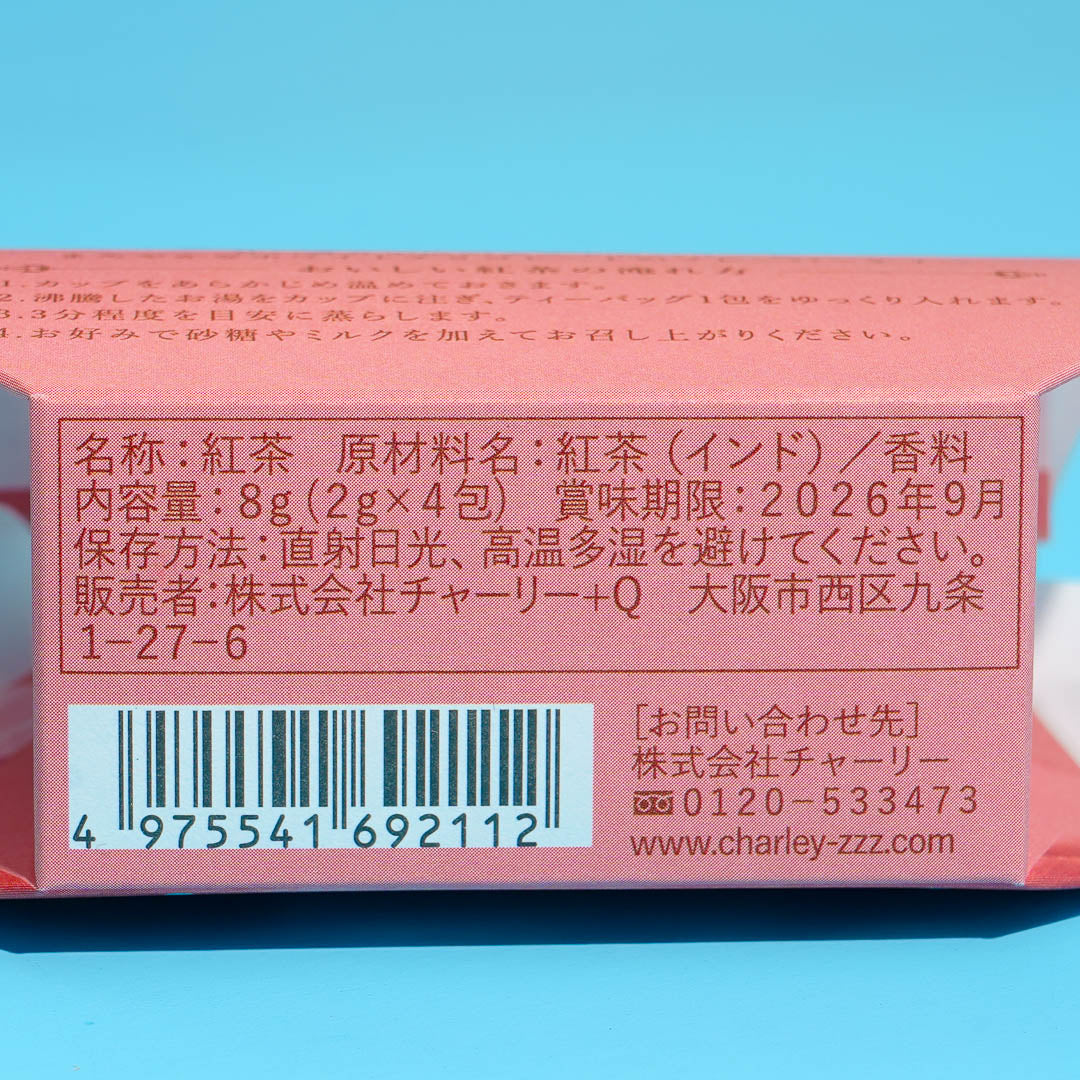 おいしい紅茶の淹れ方
1.カップをあらかじめ温めておきます。
2.沸騰したお湯をカップに注ぎ、ティーバッグ1包をゆっくり入れます。
3.3分程度を目安に蒸らします。
4.お好みで砂糖やミルクを加えてお召し上がりください。
名称：紅茶　原材料名：紅茶（インド）／香料
内容量：8g（2g×4包）　賞味期限：2026年9月
保存方法：直射日光、高温多湿を避けてください。
販売者：株式会社チャーリー+Q　大阪市西区九条
1−27−6
4 975541 692112
［お問い合わせ先］
株式会社チャーリー
0120−533473
www.charley-zzz.com